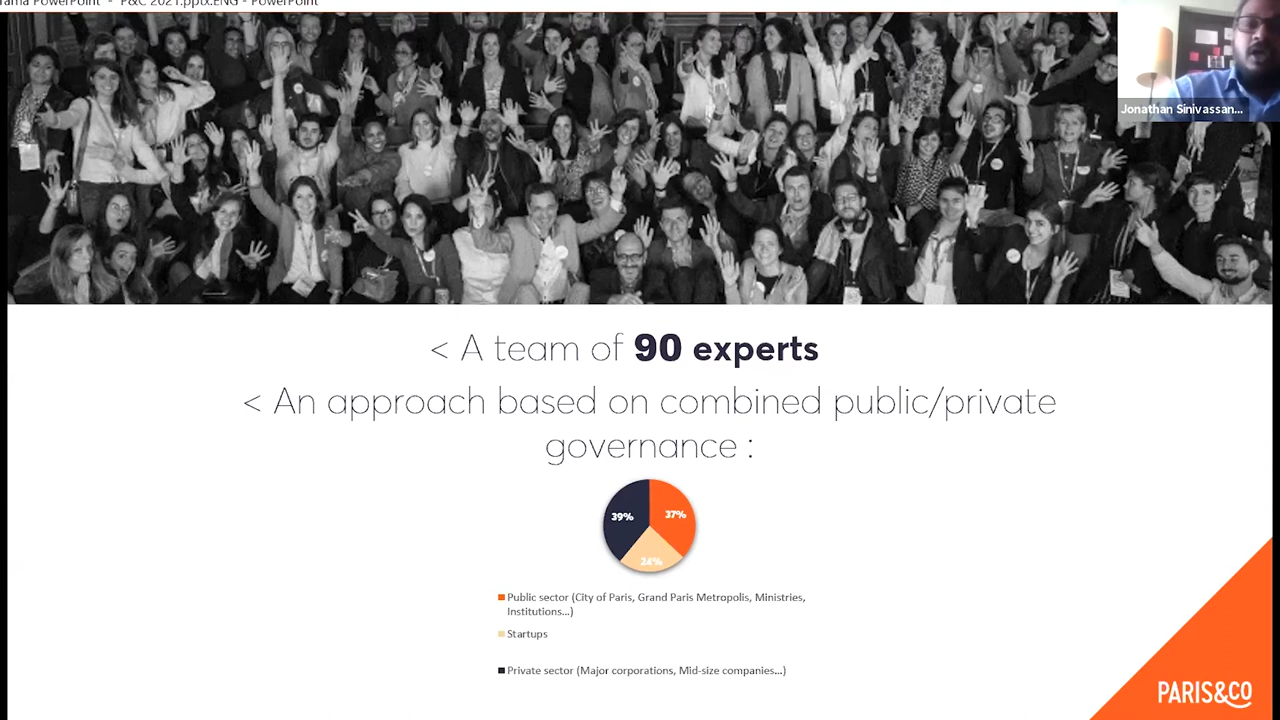 rama PowerPoint - P&C 2021.pptx.ENG - PowerPoint
Jonathan Sinivassan...
< A team of 90 experts
< An approach based on combined public/private
governance :
39%
37%
24%
Public sector (City of Paris, Grand Paris Metropolis, Ministries,
Institutions...)
Startups
Private sector (Major corporations, Mid-size companies...)
PARIS&CO